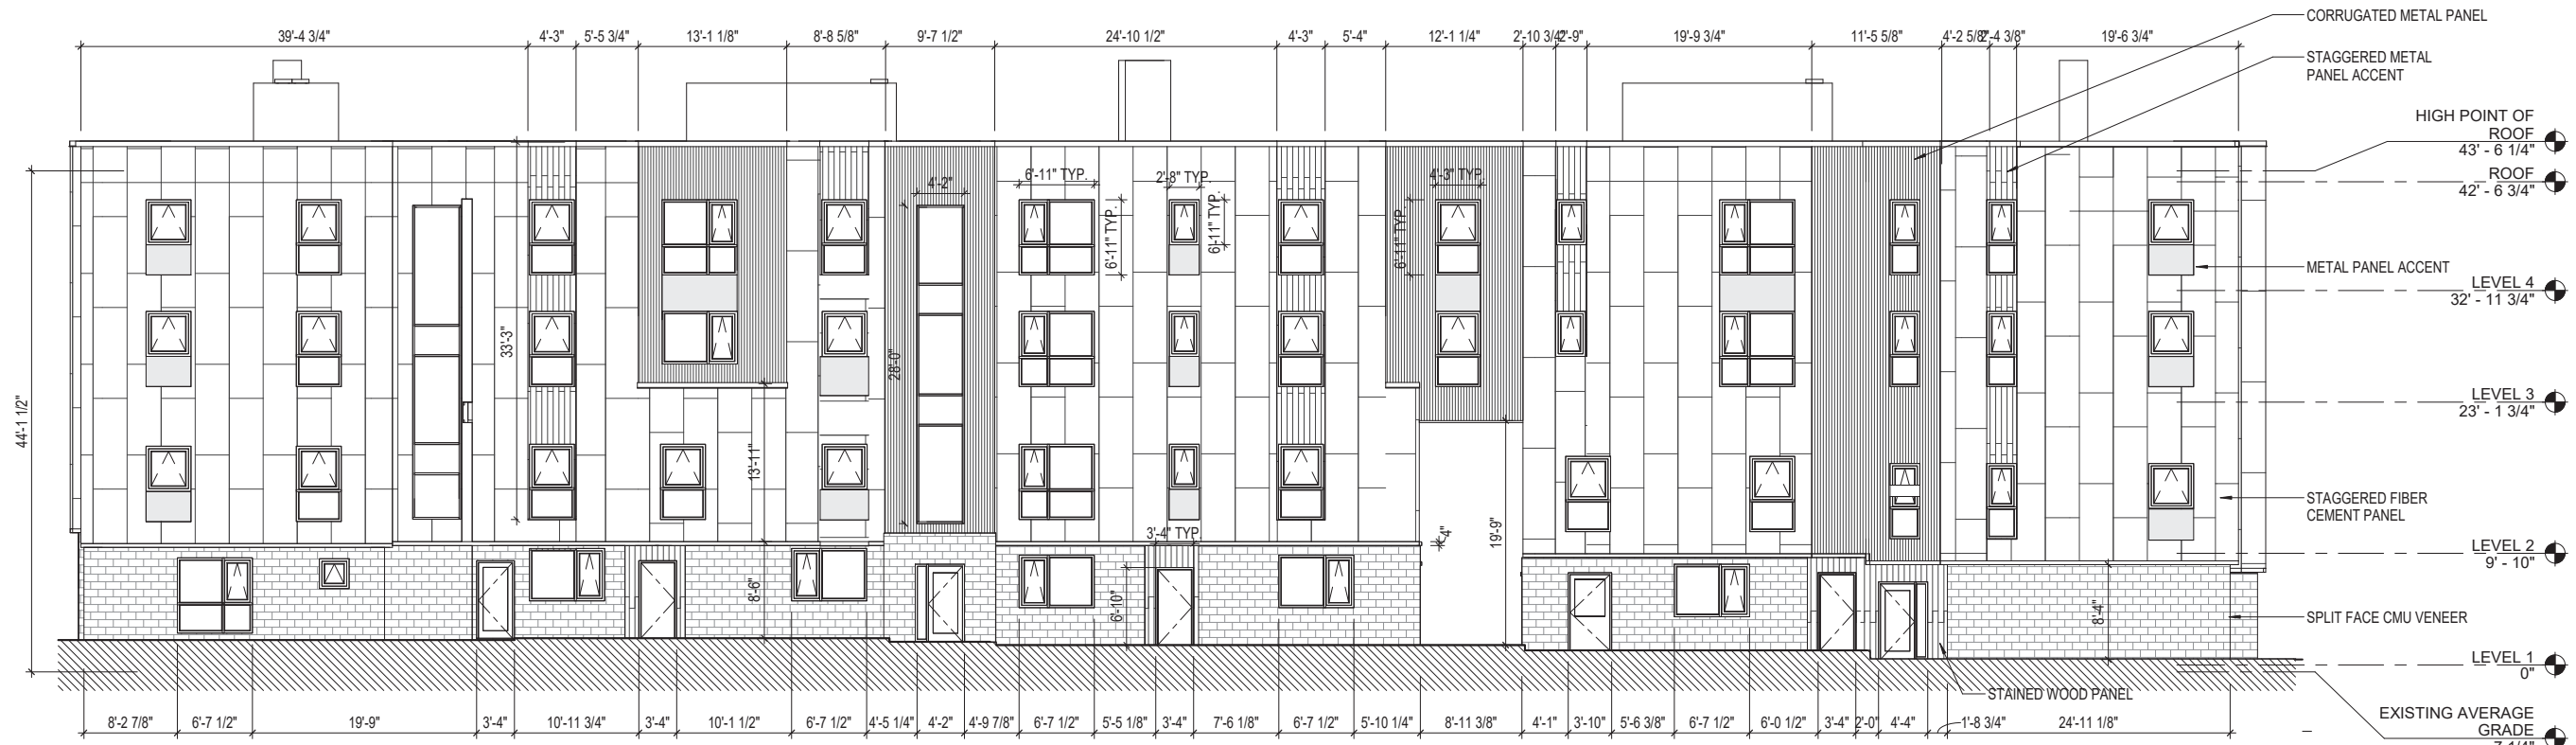 39'-4 3/4" 4'-3" 5'-5 3/4" 13'-1 1/8" 8'-8 5/8" 9'-7 1/2" 24'-10 1/2" 4'-3" 5'-4" 12'-1 1/4" 2'-10 3/4" 2'-9" 19'-9 3/4" 11'-5 5/8" 4'-2 5/8" 2'-4 3/8" 19'-6 3/4"
CORRUGATED METAL PANEL
STAGGERED METAL
PANEL ACCENT
HIGH POINT OF
ROOF
43' - 6 1/4"
ROOF
42' - 6 3/4"
4'-2" 6'-11" TYP. 2'-8" TYP. 4'-3" TYP.
6'-11" TYP. 6'-11" TYP. 6'-11" TYP.
METAL PANEL ACCENT
LEVEL 4
32' - 11 3/4"
33'-3"
28'-0"
44'-1 1/2"
LEVEL 3
23' - 1 3/4"
13'-11"
STAGGERED FIBER
CEMENT PANEL
3'-4" TYP.
4"
19'-9"
LEVEL 2
9' - 10"
8'-6"
6'-10"
8'-4"
SPLIT FACE CMU VENEER
LEVEL 1
0"
STAINED WOOD PANEL
EXISTING AVERAGE
GRADE
8'-2 7/8" 6'-7 1/2" 19'-9" 3'-4" 10'-11 3/4" 3'-4" 10'-1 1/2" 6'-7 1/2" 4'-5 1/4" 4'-2" 4'-9 7/8" 6'-7 1/2" 5'-5 1/8" 3'-4" 7'-6 1/8" 6'-7 1/2" 5'-10 1/4" 8'-11 3/8" 4'-1" 3'-10" 5'-6 3/8" 6'-7 1/2" 6'-0 1/2" 3'-4" 2'-0" 4'-4" 1'-8 3/4" 24'-11 1/8"